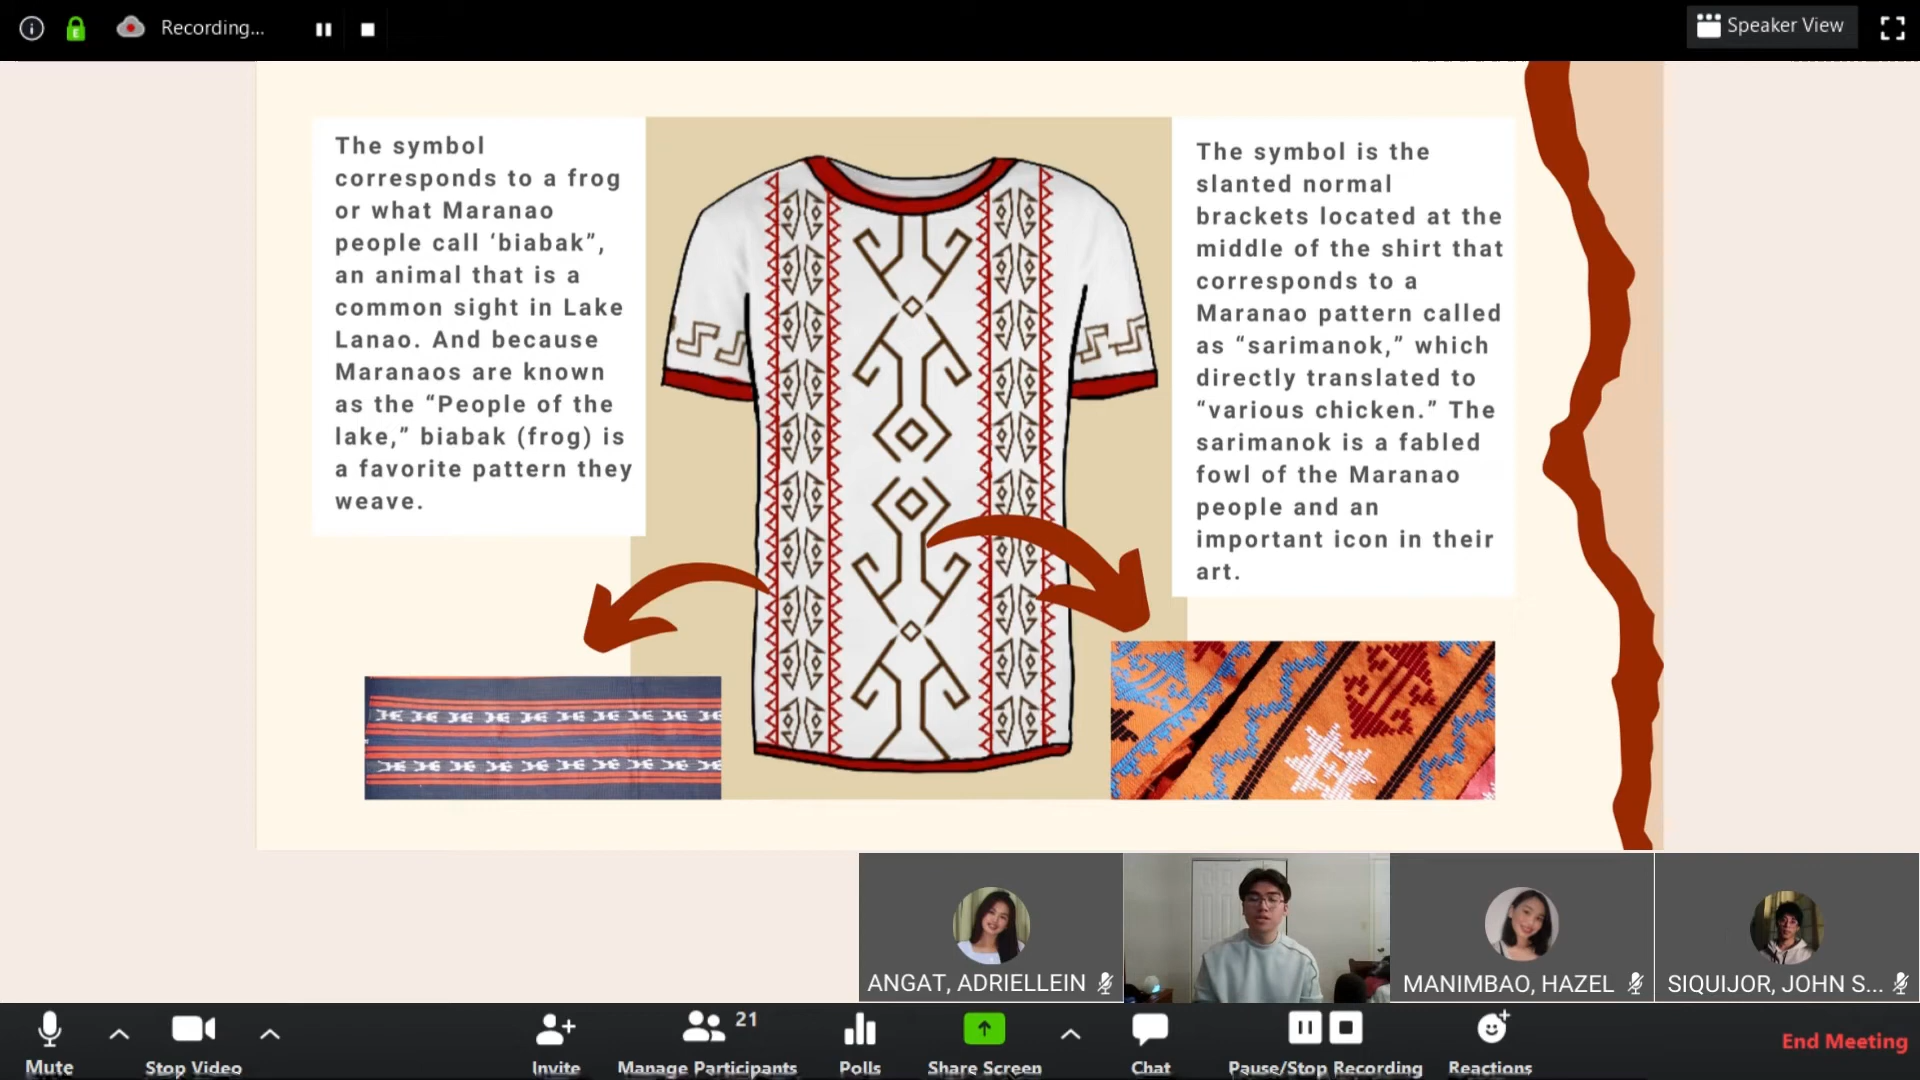 Recording...
Speaker View
The symbol
corresponds to a frog
or what Maranao
people call ‘biabak”,
an animal that is a
common sight in Lake
Lanao. And because
Maranaos are known
as the “People of the
lake,” biabak (frog) is
a favorite pattern they
weave.
The symbol is the
slanted normal
brackets located at the
middle of the shirt that
corresponds to a
Maranao pattern called
as “sarimanok,” which
directly translated to
“various chicken.” The
sarimanok is a fabled
fowl of the Maranao
people and an
important icon in their
art.
ANGAT, ADRIELLEIN
MANIMBAO, HAZEL
SIQUIJOR, JOHN S...
Mute
Stop Video
Invite
21
Manage Participants
Polls
Share Screen
Chat
Pause/Stop Recording
Reactions
End Meeting